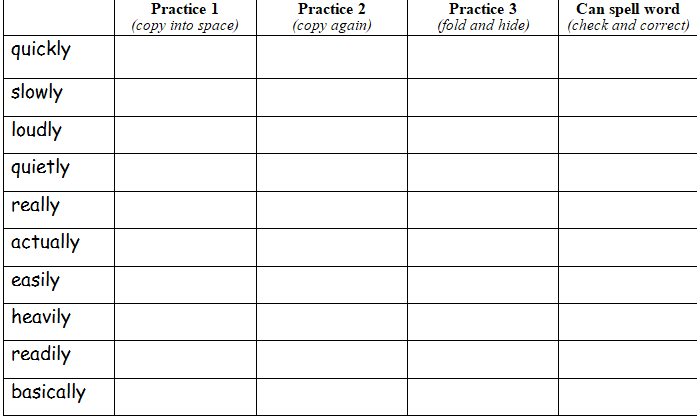 Practice 1 Practice 2 Practice 3 Can spell word
(copy into space) (copy again) (fold and hide) (check and correct)
quickly
slowly
loudly
quietly
really
actually
easily
heavily
readily
basically